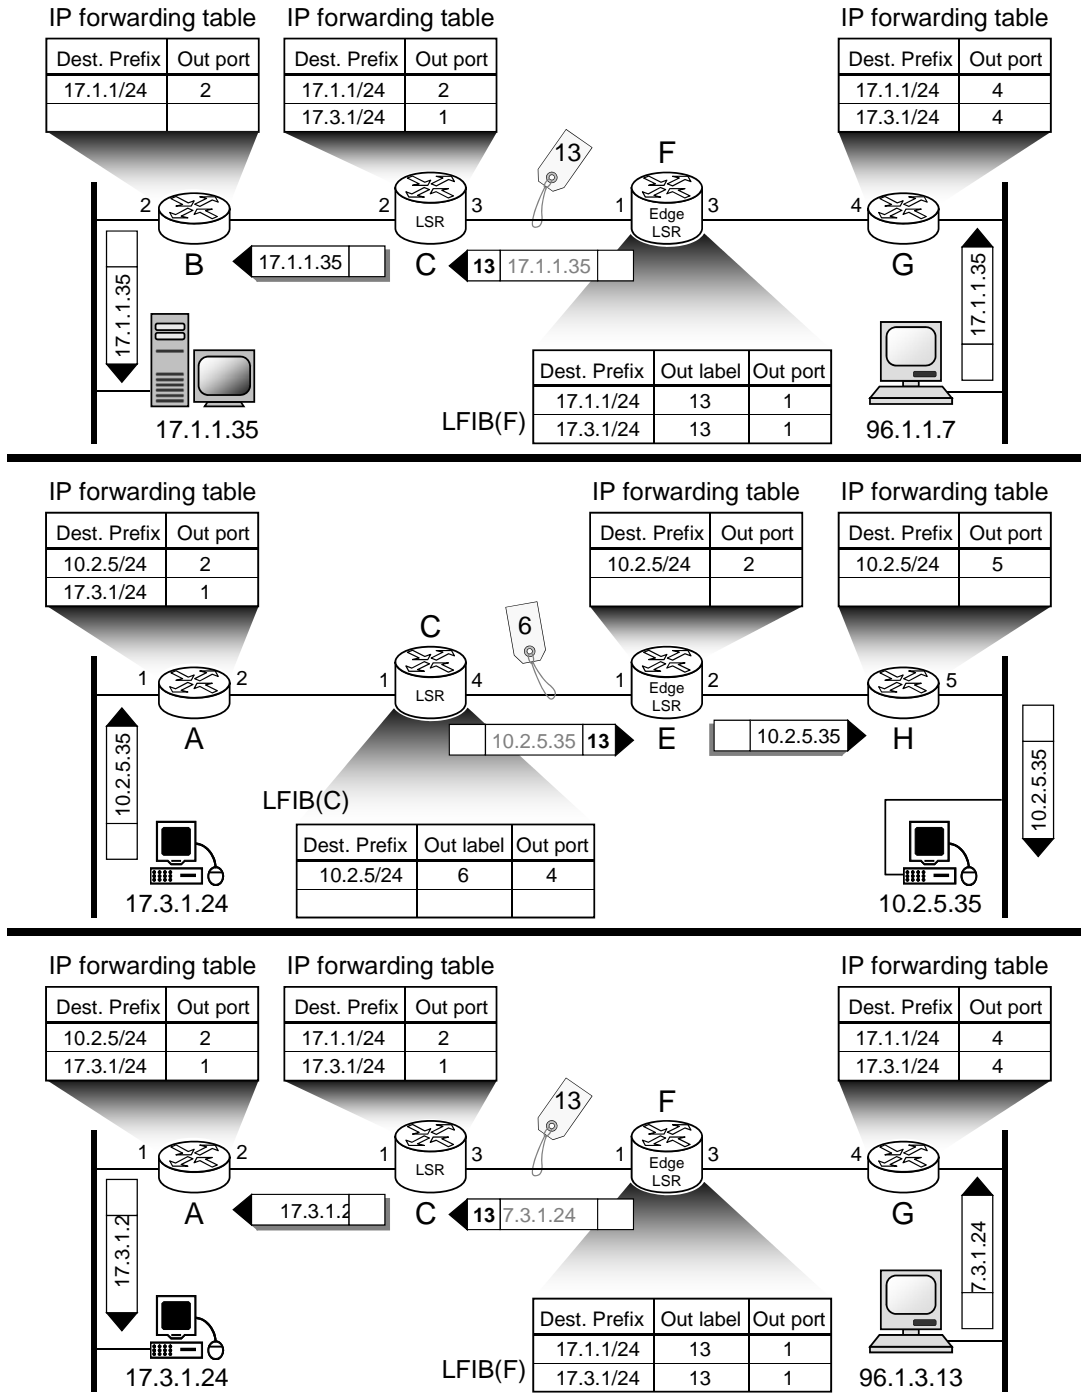 IP forwarding table IP forwarding table IP forwarding table
Dest. Prefix Out port Dest. Prefix Out port Dest. Prefix Out port
17.1.1/24 2 17.1.1/24 2 17.1.1/24 4
17.3.1/24 1 17.3.1/24 4
13 F
2 2 LSR 3 1 Edge LSR 3 4
B 17.1.1.35 C 13 17.1.1.35 G
17.1.1.35
17.1.1.35
Dest. Prefix Out label Out port
17.1.1/24 13 1
LFIB(F) 17.3.1/24 13 1
17.1.1.35 96.1.1.7
IP forwarding table IP forwarding table IP forwarding table
Dest. Prefix Out port Dest. Prefix Out port Dest. Prefix Out port
10.2.5/24 2 10.2.5/24 2 10.2.5/24 5
17.3.1/24 1
C 6
1 2 1 LSR 4 1 Edge LSR 2 5
A 10.2.5.35 13 E 10.2.5.35 H
10.2.5.35
10.2.5.35
LFIB(C)
Dest. Prefix Out label Out port
10.2.5/24 6 4
17.3.1.24 10.2.5.35
IP forwarding table IP forwarding table IP forwarding table
Dest. Prefix Out port Dest. Prefix Out port Dest. Prefix Out port
10.2.5/24 2 17.1.1/24 2 17.1.1/24 4
17.3.1/24 1 17.3.1/24 1 17.3.1/24 4
13 F
1 2 1 LSR 3 1 Edge LSR 3 4
A 17.3.1.2 C 13 7.3.1.24 G
17.3.1.2
7.3.1.24
Dest. Prefix Out label Out port
17.1.1/24 13 1
LFIB(F) 17.3.1/24 13 1
17.3.1.24 96.1.3.13